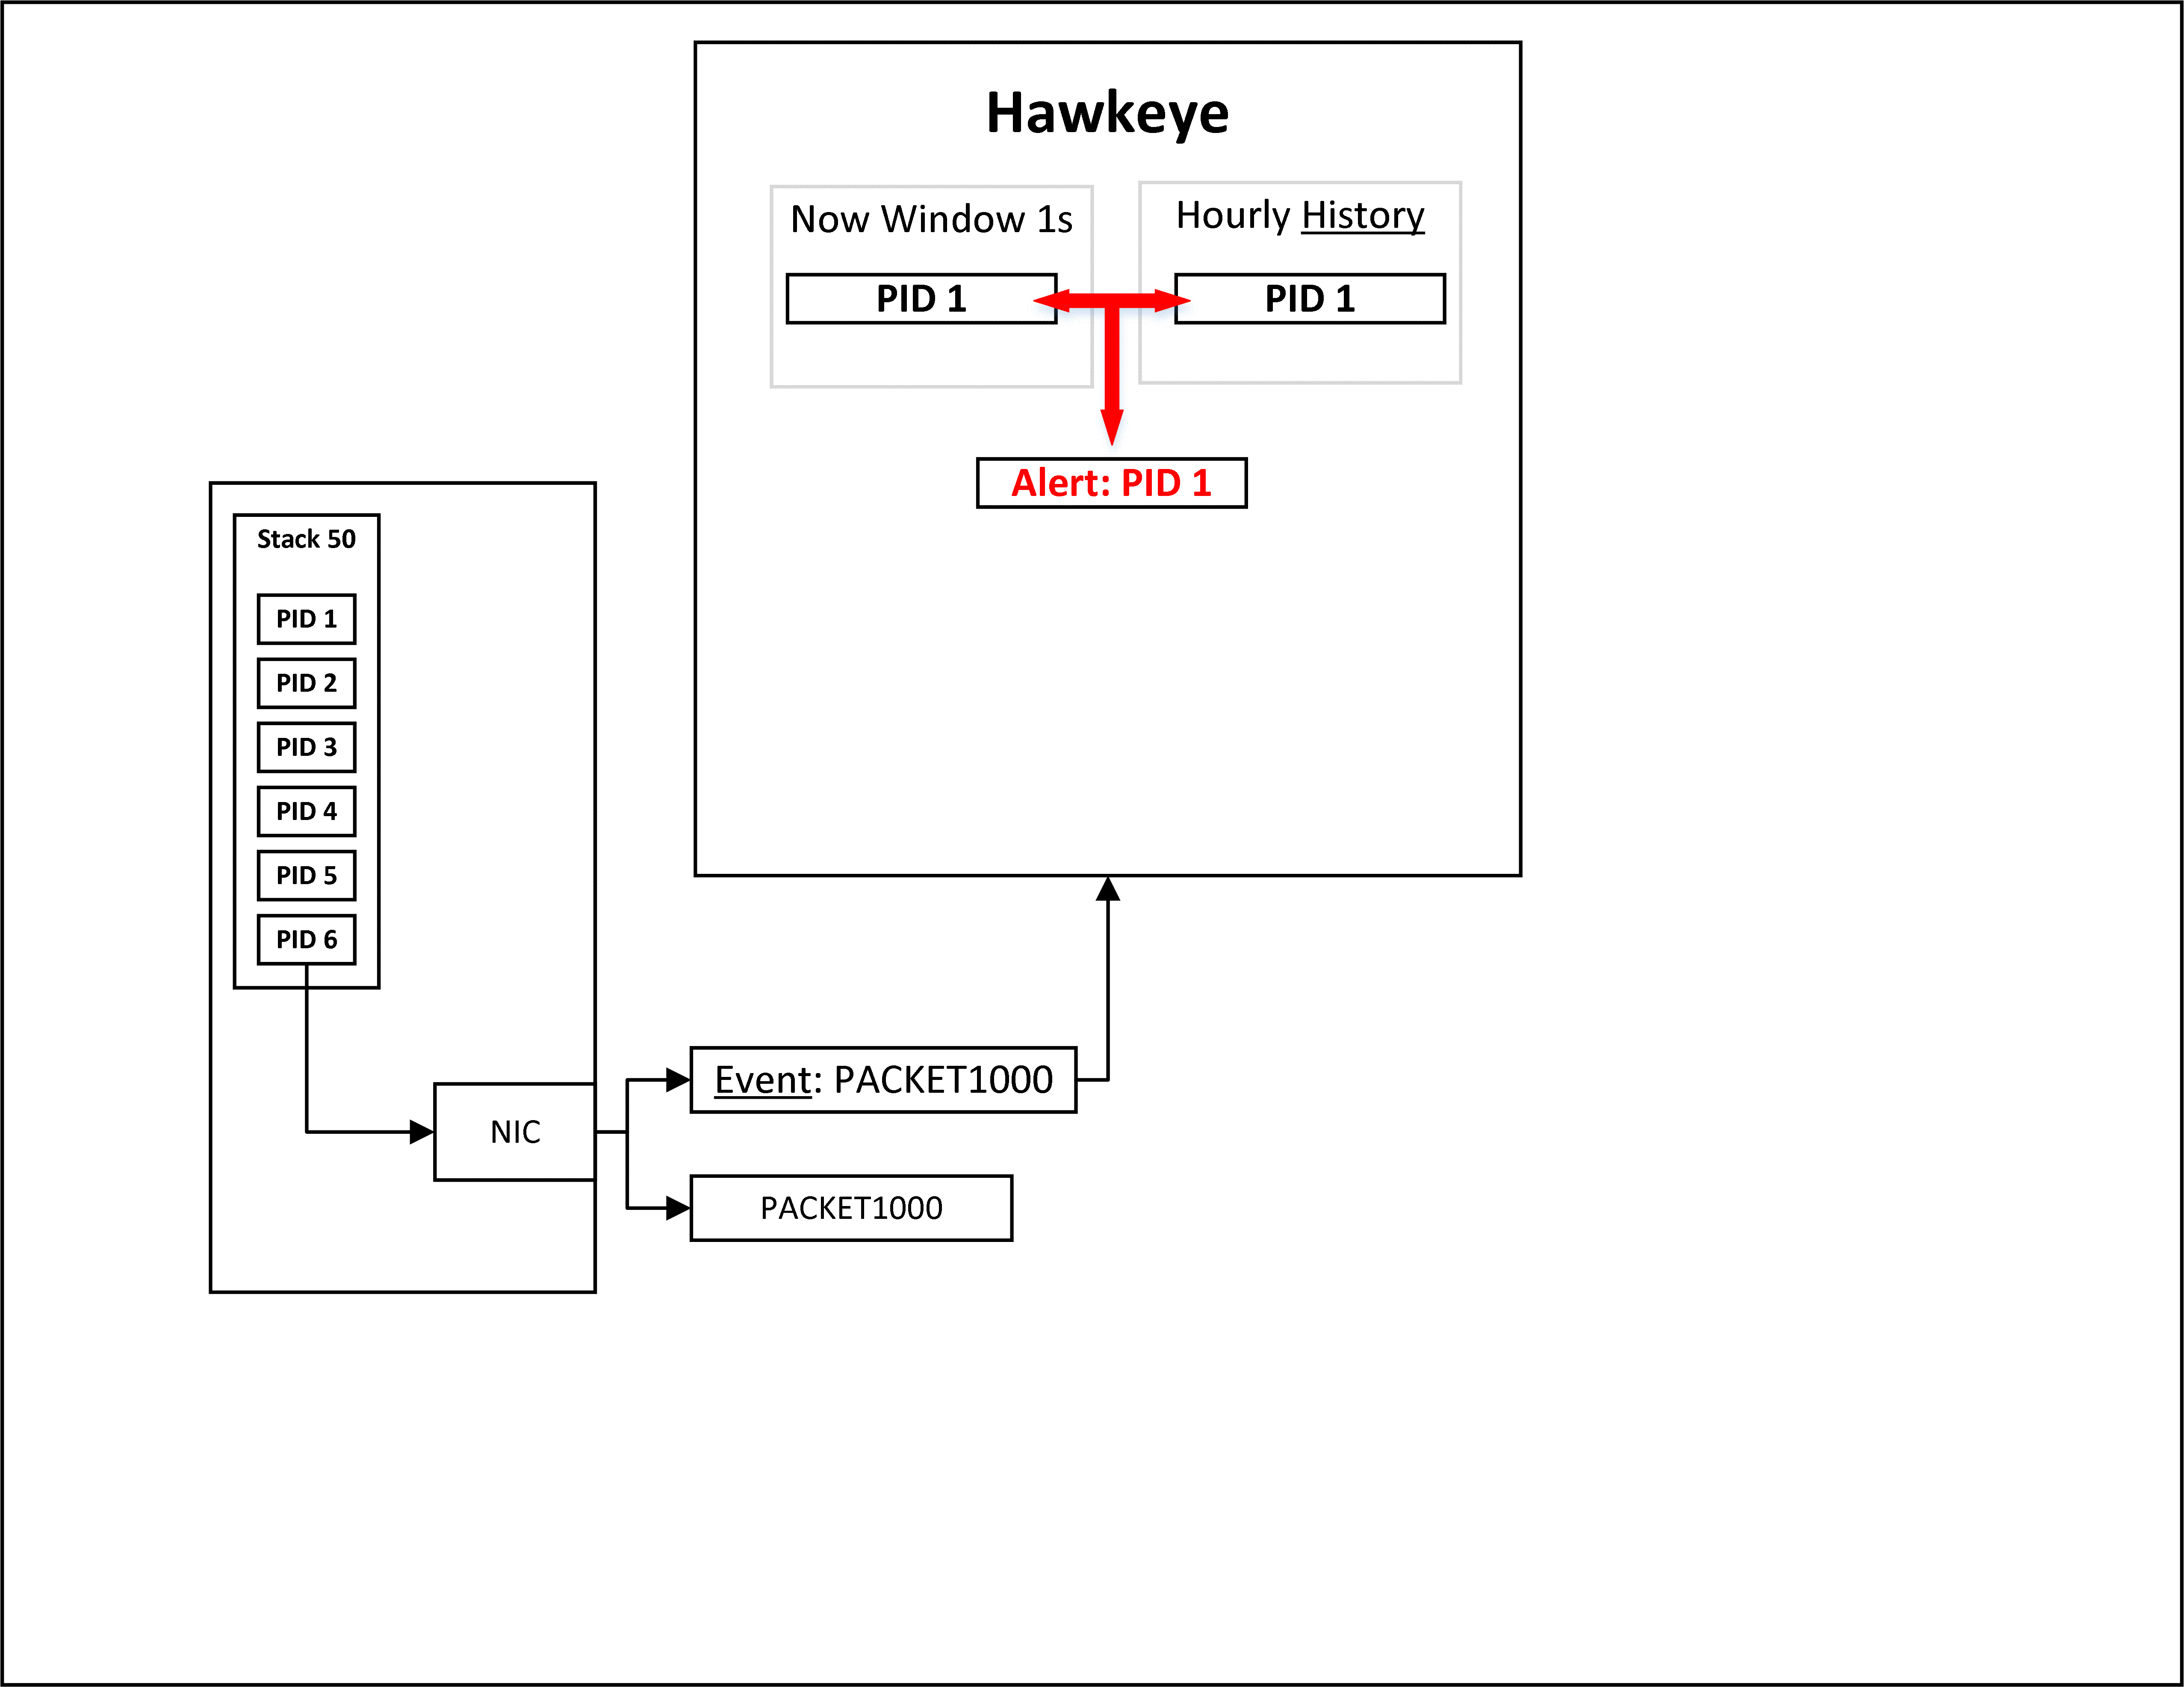 Hawkeye
Now Window 1s
Hourly History
PID 1
PID 1
Alert: PID 1
Stack 50
PID 1
PID 2
PID 3
PID 4
PID 5
PID 6
NIC
Event: PACKET1000
PACKET1000